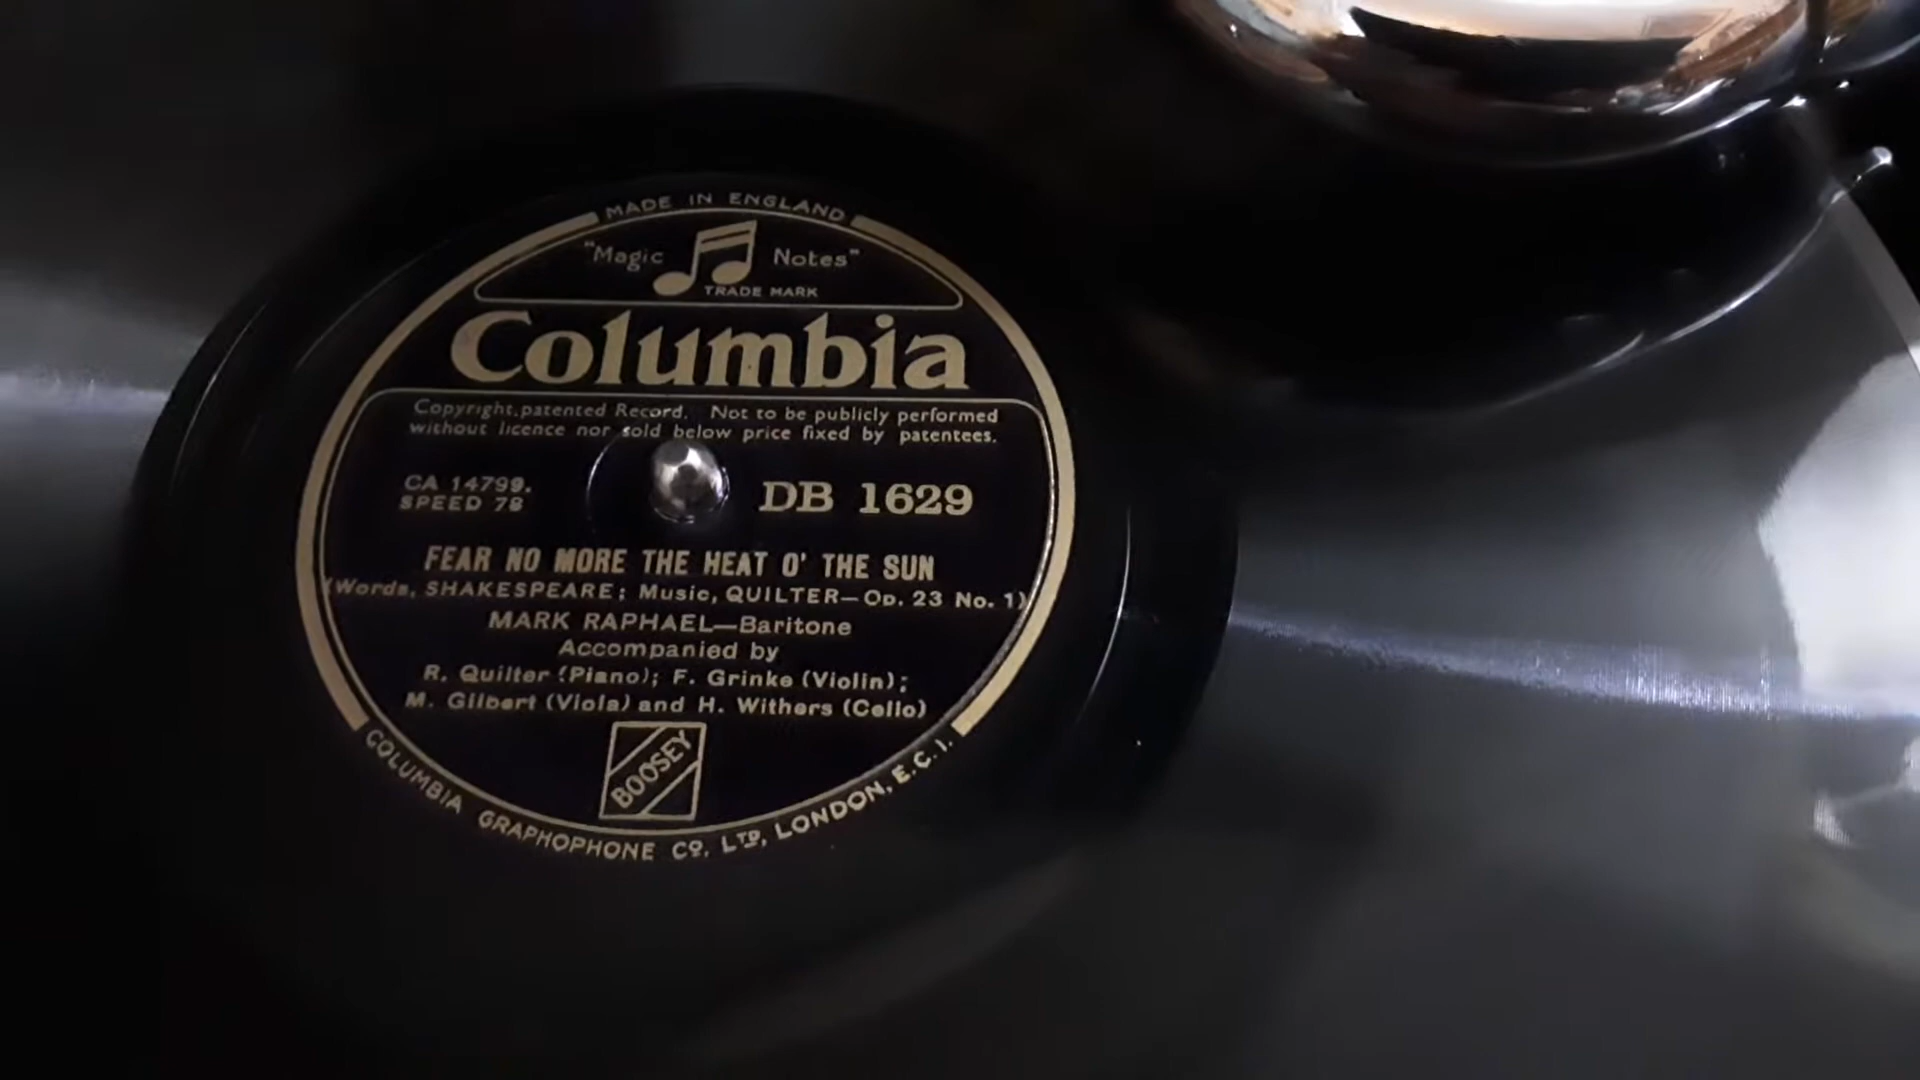 MADE IN ENGLAND
"Magic Notes"
TRADE MARK
Columbia
Copyright.patented Record. Not to be publicly performed
without licence nor sold below price fixed by patentees.
CA 14799.
SPEED 78
DB 1629
FEAR NO MORE THE HEAT O' THE SUN
(Words, SHAKESPEARE; Music, QUILTER—Op. 23 No. 1)
MARK RAPHAEL—Baritone
Accompanied by
R. Quilter (Piano); F. Grinke (Violin);
M. Gilbert (Viola) and H. Withers (Cello)
BOOSEY
COLUMBIA GRAPHOPHONE Cº. LTD, LONDON, E.C.1.